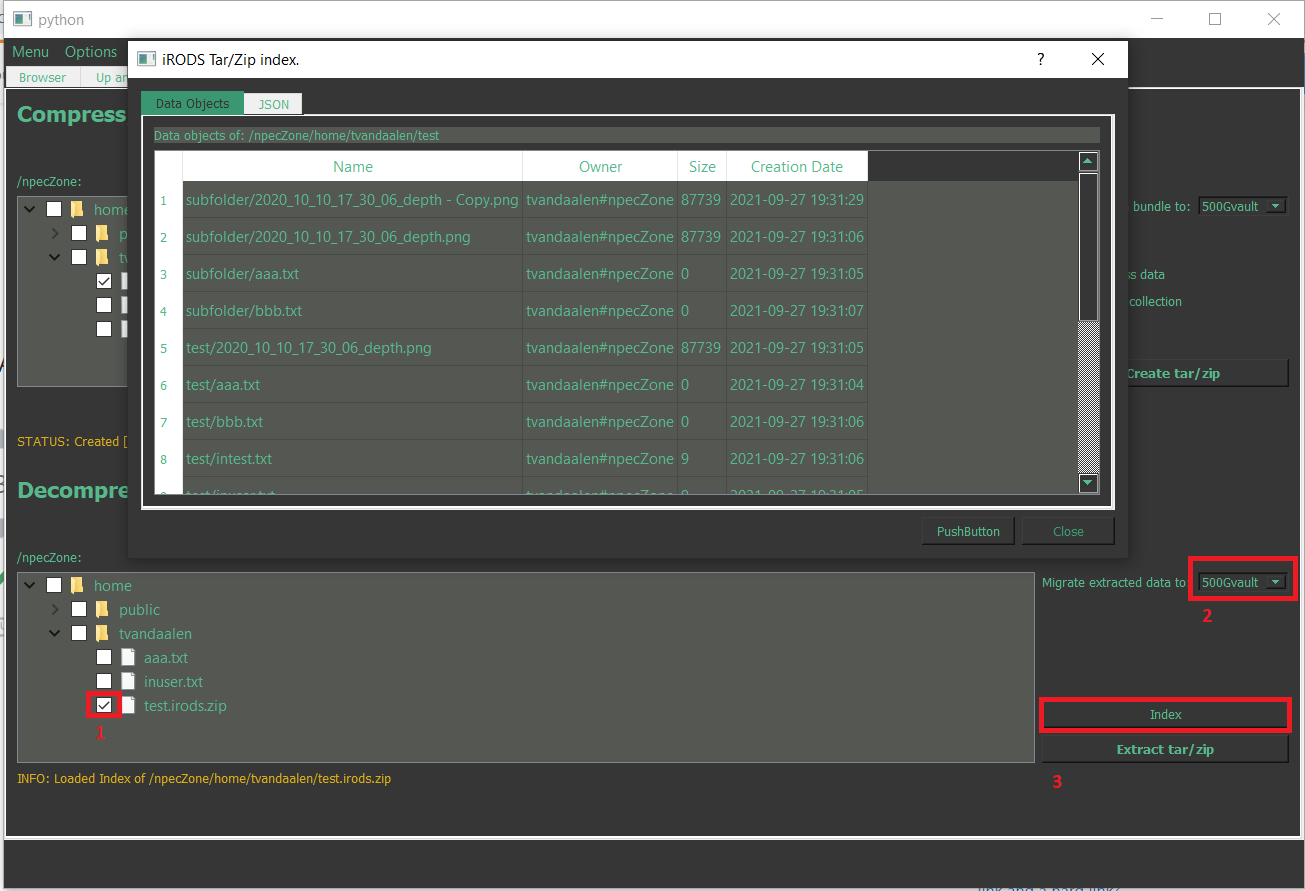 python
Menu Options
Browser Up an
iRODS Tar/Zip index.
?
Data Objects JSON
Data objects of: /npecZone/home/tvandaalen/test
Name Owner Size Creation Date
1 subfolder/2020_10_10_17_30_06_depth - Copy.png tvandaalen#npecZone 87739 2021-09-27 19:31:29
2 subfolder/2020_10_10_17_30_06_depth.png tvandaalen#npecZone 87739 2021-09-27 19:31:06
3 subfolder/aaa.txt tvandaalen#npecZone 0 2021-09-27 19:31:05
4 subfolder/bbb.txt tvandaalen#npecZone 0 2021-09-27 19:31:07
5 test/2020_10_10_17_30_06_depth.png tvandaalen#npecZone 87739 2021-09-27 19:31:05
6 test/aaa.txt tvandaalen#npecZone 0 2021-09-27 19:31:04
7 test/bbb.txt tvandaalen#npecZone 0 2021-09-27 19:31:06
8 test/intest.txt tvandaalen#npecZone 9 2021-09-27 19:31:06
PushButton Close
Compress
/npecZone:
home
p
tv
bundle to: 500Gvault
ss data
collection
Create tar/zip
STATUS: Created [
Decompre
/npecZone:
home
public
tvandaalen
aaa.txt
inuser.txt
test.irods.zip
1
Migrate extracted data to 500Gvault
2
Index
Extract tar/zip
3
INFO: Loaded Index of /npecZone/home/tvandaalen/test.irods.zip